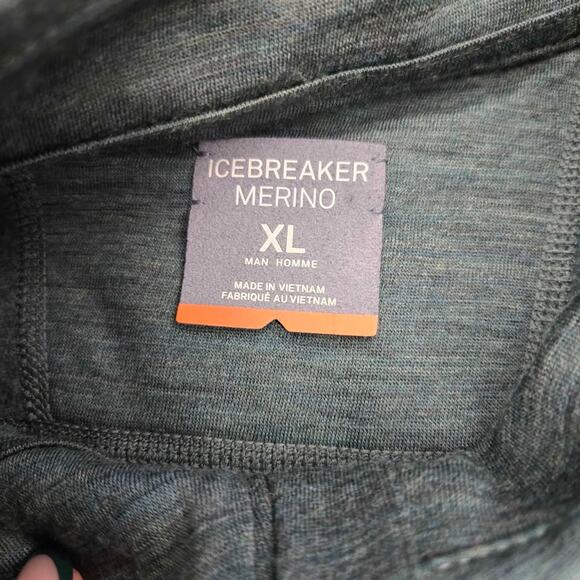 ICEBREAKER
MERINO
XL
MAN HOMME
MADE IN VIETNAM
FABRIQUÉ AU VIETNAM